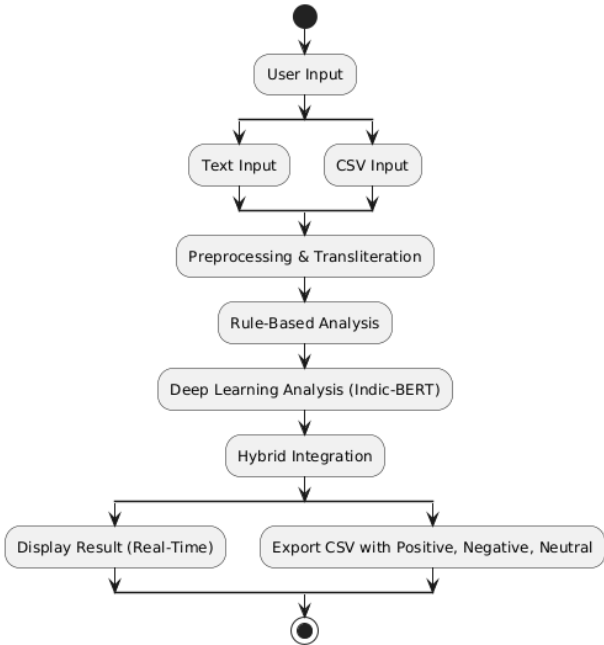 User Input
Text Input
CSV Input
Preprocessing & Transliteration
Rule-Based Analysis
Deep Learning Analysis (Indic-BERT)
Hybrid Integration
Display Result (Real-Time)
Export CSV with Positive, Negative, Neutral